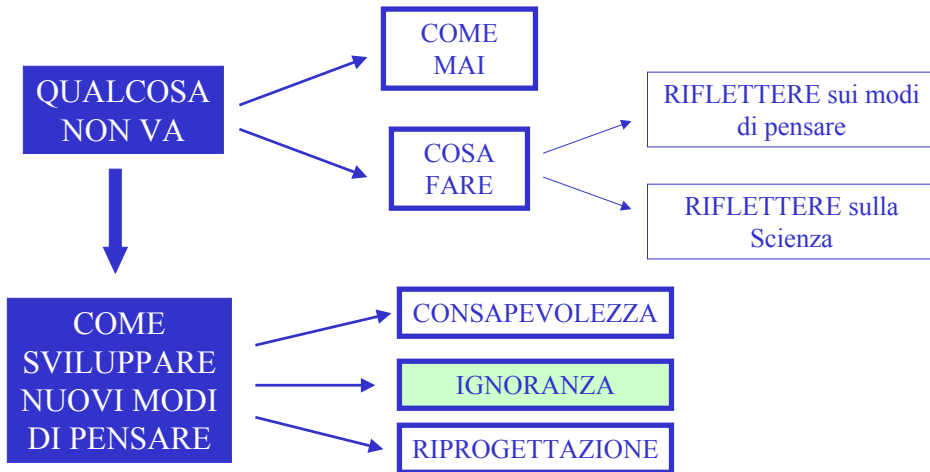 QUALCOSA
NON VA
COME
MAI
COSA
FARE
RIFLETTERE sui modi
di pensare
RIFLETTERE sulla
Scienza
COME
SVILUPPARE
NUOVI MODI
DI PENSARE
CONSAPEVOLEZZA
IGNORANZA
RIPROGETTAZIONE